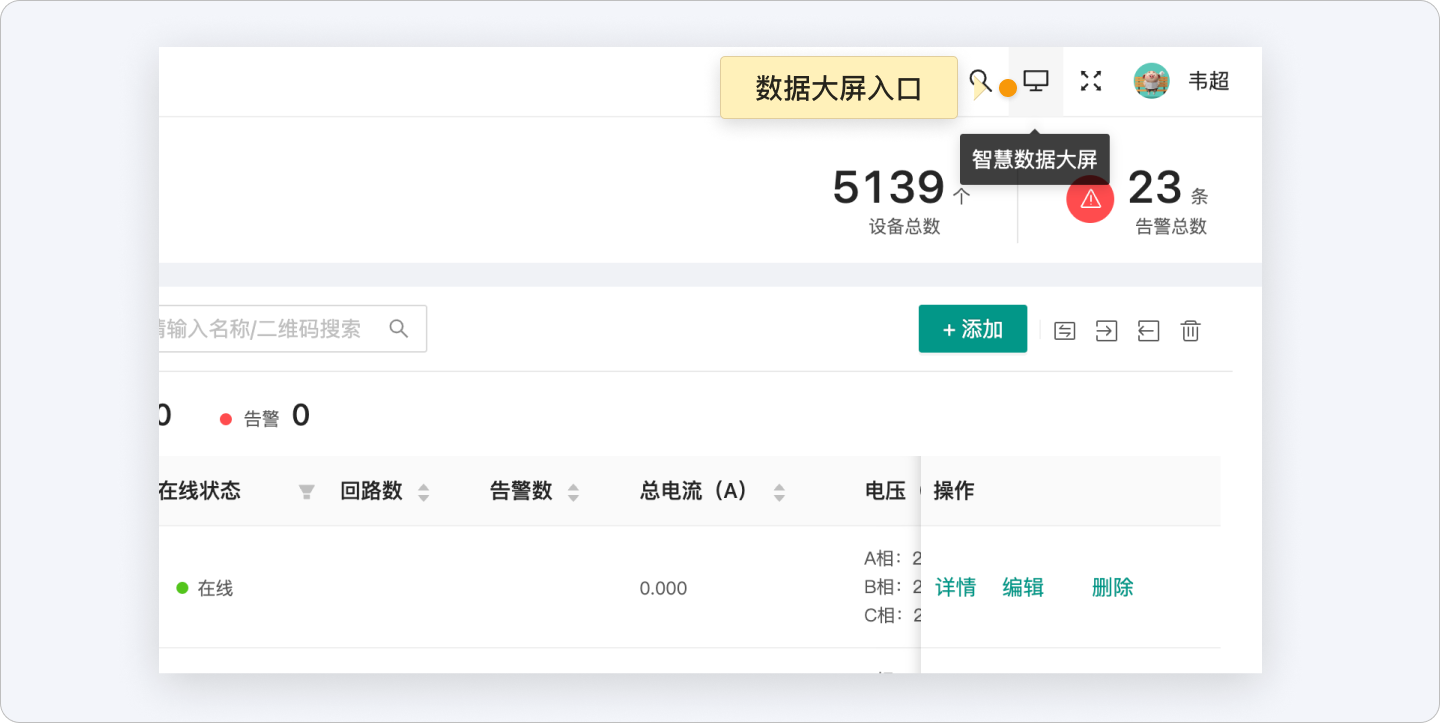 数据大屏入口
韦超
智慧数据大屏
5139 个
设备总数
23 条
告警总数
输入名称/二维码搜索
+ 添加
告警 0
在线状态 回路数 告警数 总电流（A） 电压 操作
在线 0.000
A相：2
B相：2
C相：2
详情 编辑 删除